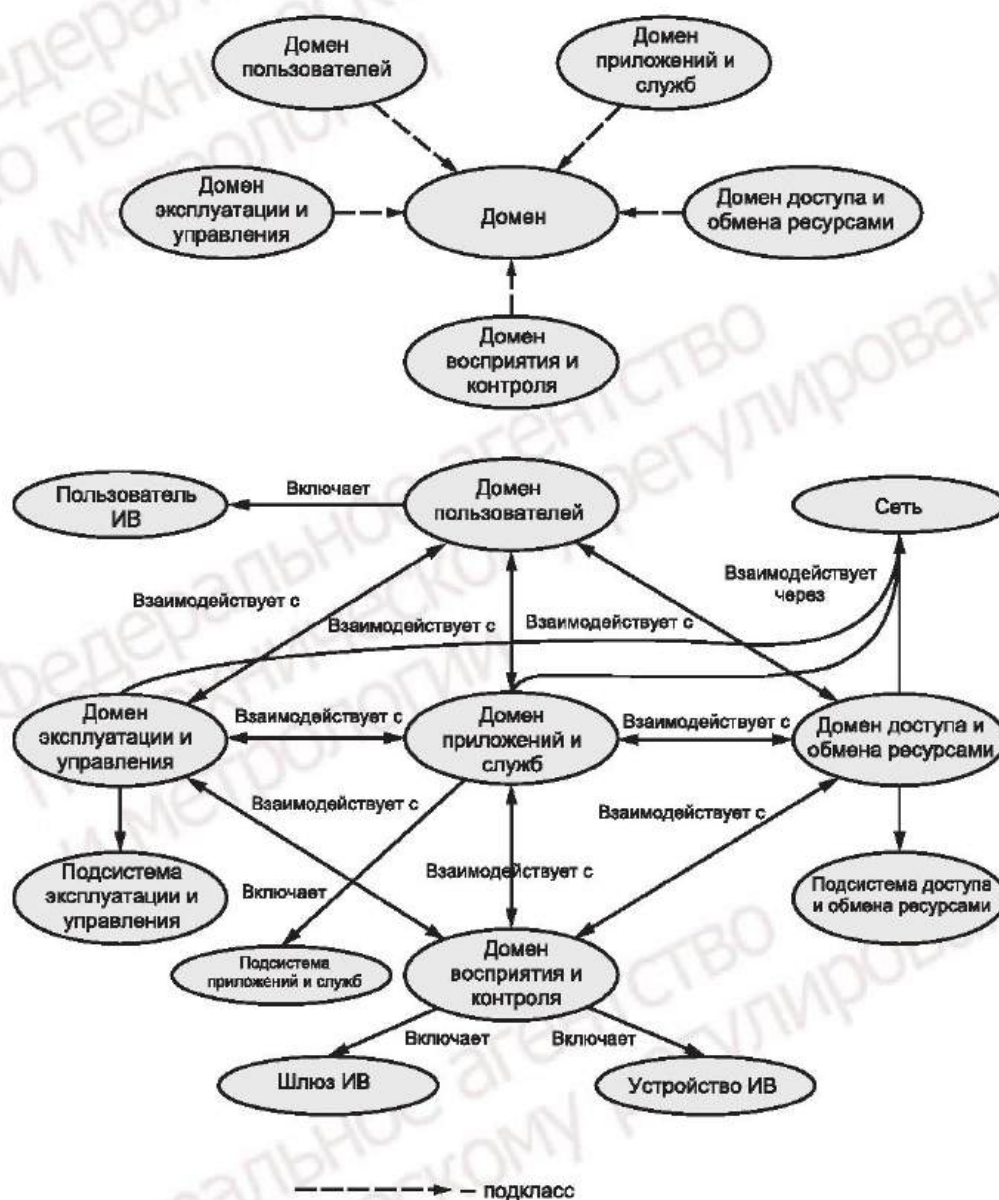 Домен
пользователей
Домен
приложений и
служб
Домен
эксплуатации и
управления
Домен
Домен доступа и
обмена ресурсами
Домен
восприятия и
контроля
Пользователь
ИВ
Включает
Домен
пользователей
Сеть
Взаимодействует
через
Взаимодействует с
Взаимодействует с
Взаимодействует с
Домен
эксплуатации и
управления
Взаимодействует с
Домен
приложений и
служб
Взаимодействует с
Домен доступа и
обмена ресурсами
Взаимодействует с
Взаимодействует с
Подсистема
эксплуатации и
управления
Включает
Взаимодействует с
Подсистема доступа
и обмена ресурсами
Подсистема
приложений и служб
Домен
восприятия и
контроля
Включает
Включает
Шлюз ИВ
Устройство ИВ
– подкласс